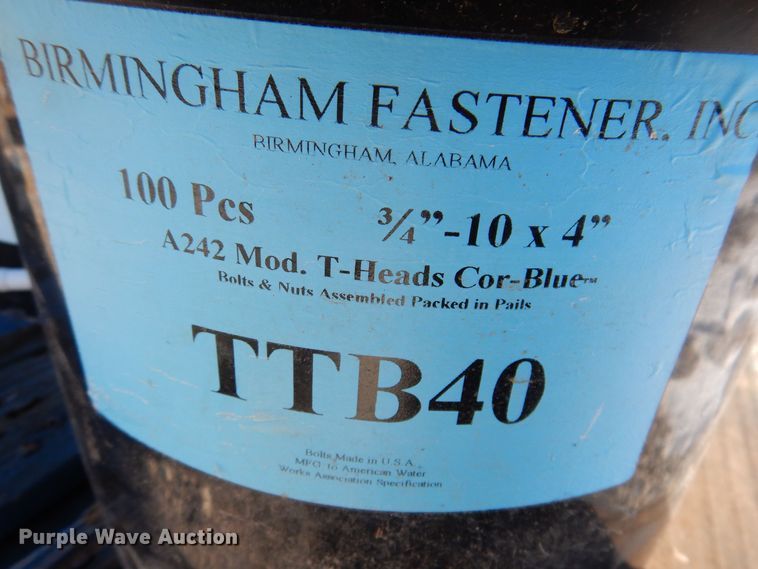 BIRMINGHAM FASTENER, INC
BIRMINGHAM, ALABAMA
100 Pcs ¾"-10 x 4"
A242 Mod. T-Heads Cor-Blue™
Bolts & Nuts Assembled Packed in Pails
TTB40
Bolts Made in U.S.A.
MFG. to American Water
Works Association Specification
Purple Wave Auction